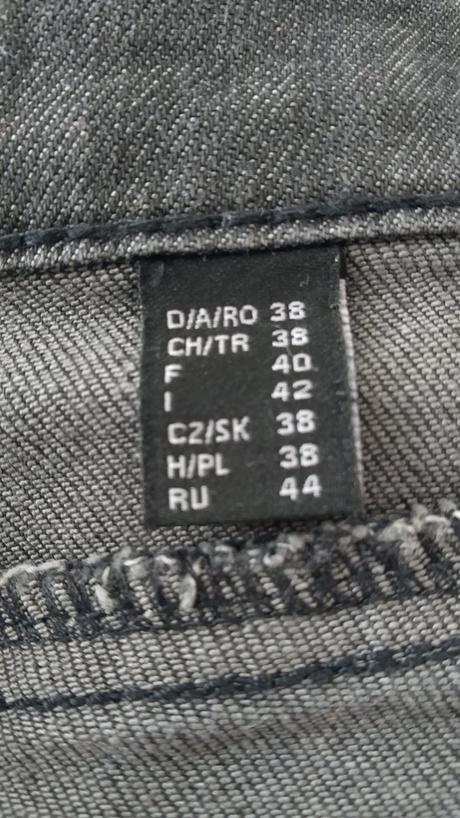 D/A/RO 38
CH/TR 38
F 40
I 42
CZ/SK 38
H/PL 38
RU 44